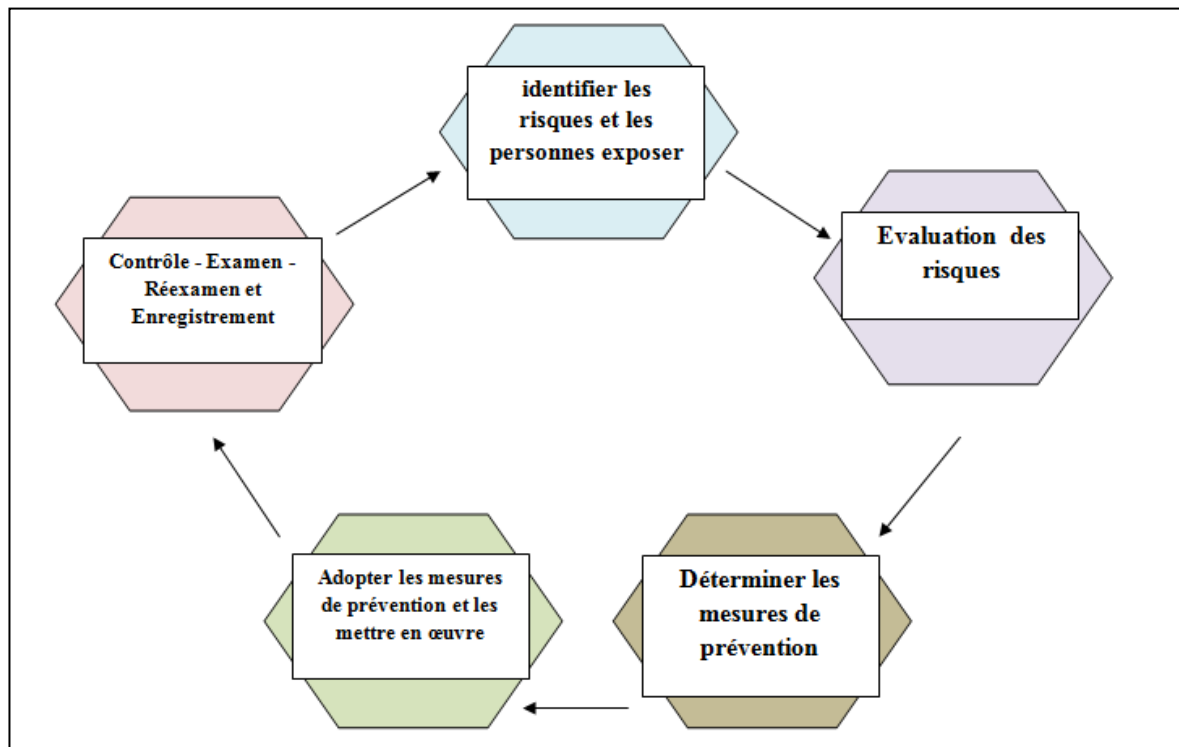 identifier les
risques et les
personnes exposer
Evaluation des
risques
Déterminer les
mesures de
prévention
Adopter les mesures
de prévention et les
mettre en œuvre
Contrôle - Examen -
Réexamen et
Enregistrement